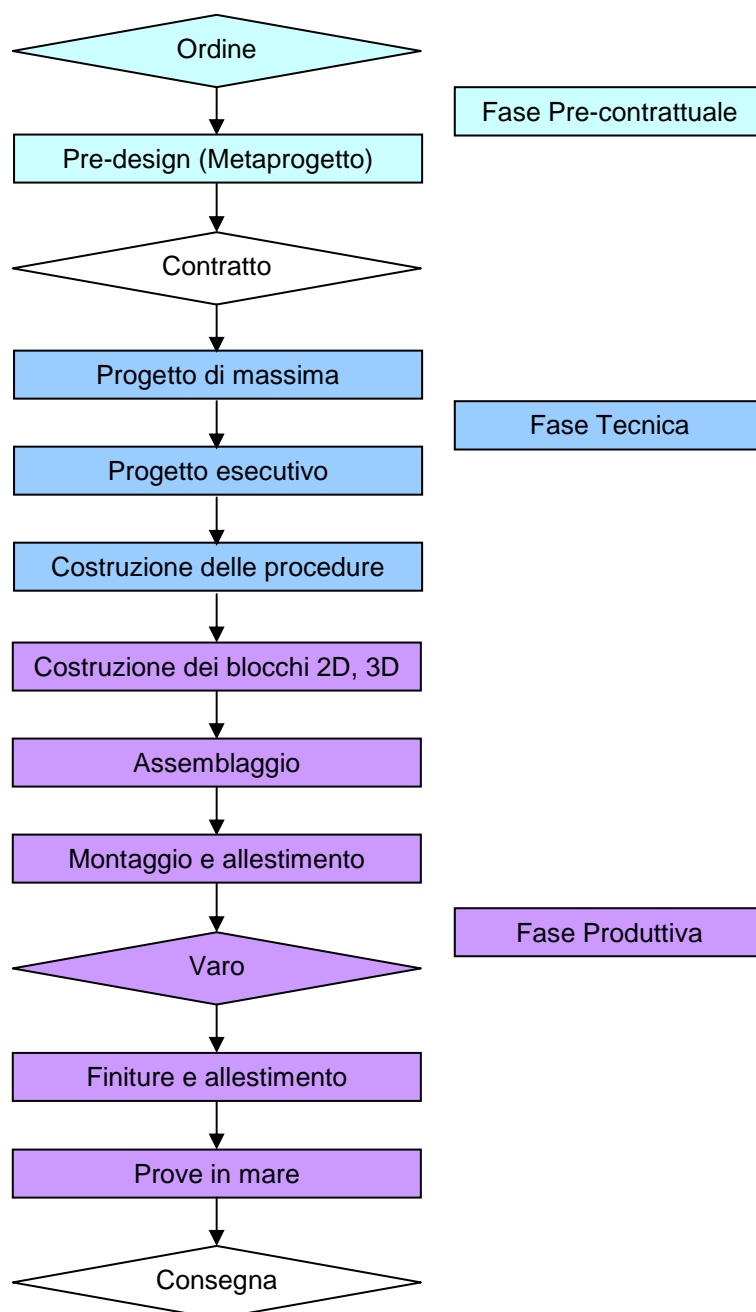 Ordine
Fase Pre-contrattuale
Pre-design (Metaprogetto)
Contratto
Progetto di massima
Fase Tecnica
Progetto esecutivo
Costruzione delle procedure
Costruzione dei blocchi 2D, 3D
Assemblaggio
Montaggio e allestimento
Fase Produttiva
Varo
Finiture e allestimento
Prove in mare
Consegna